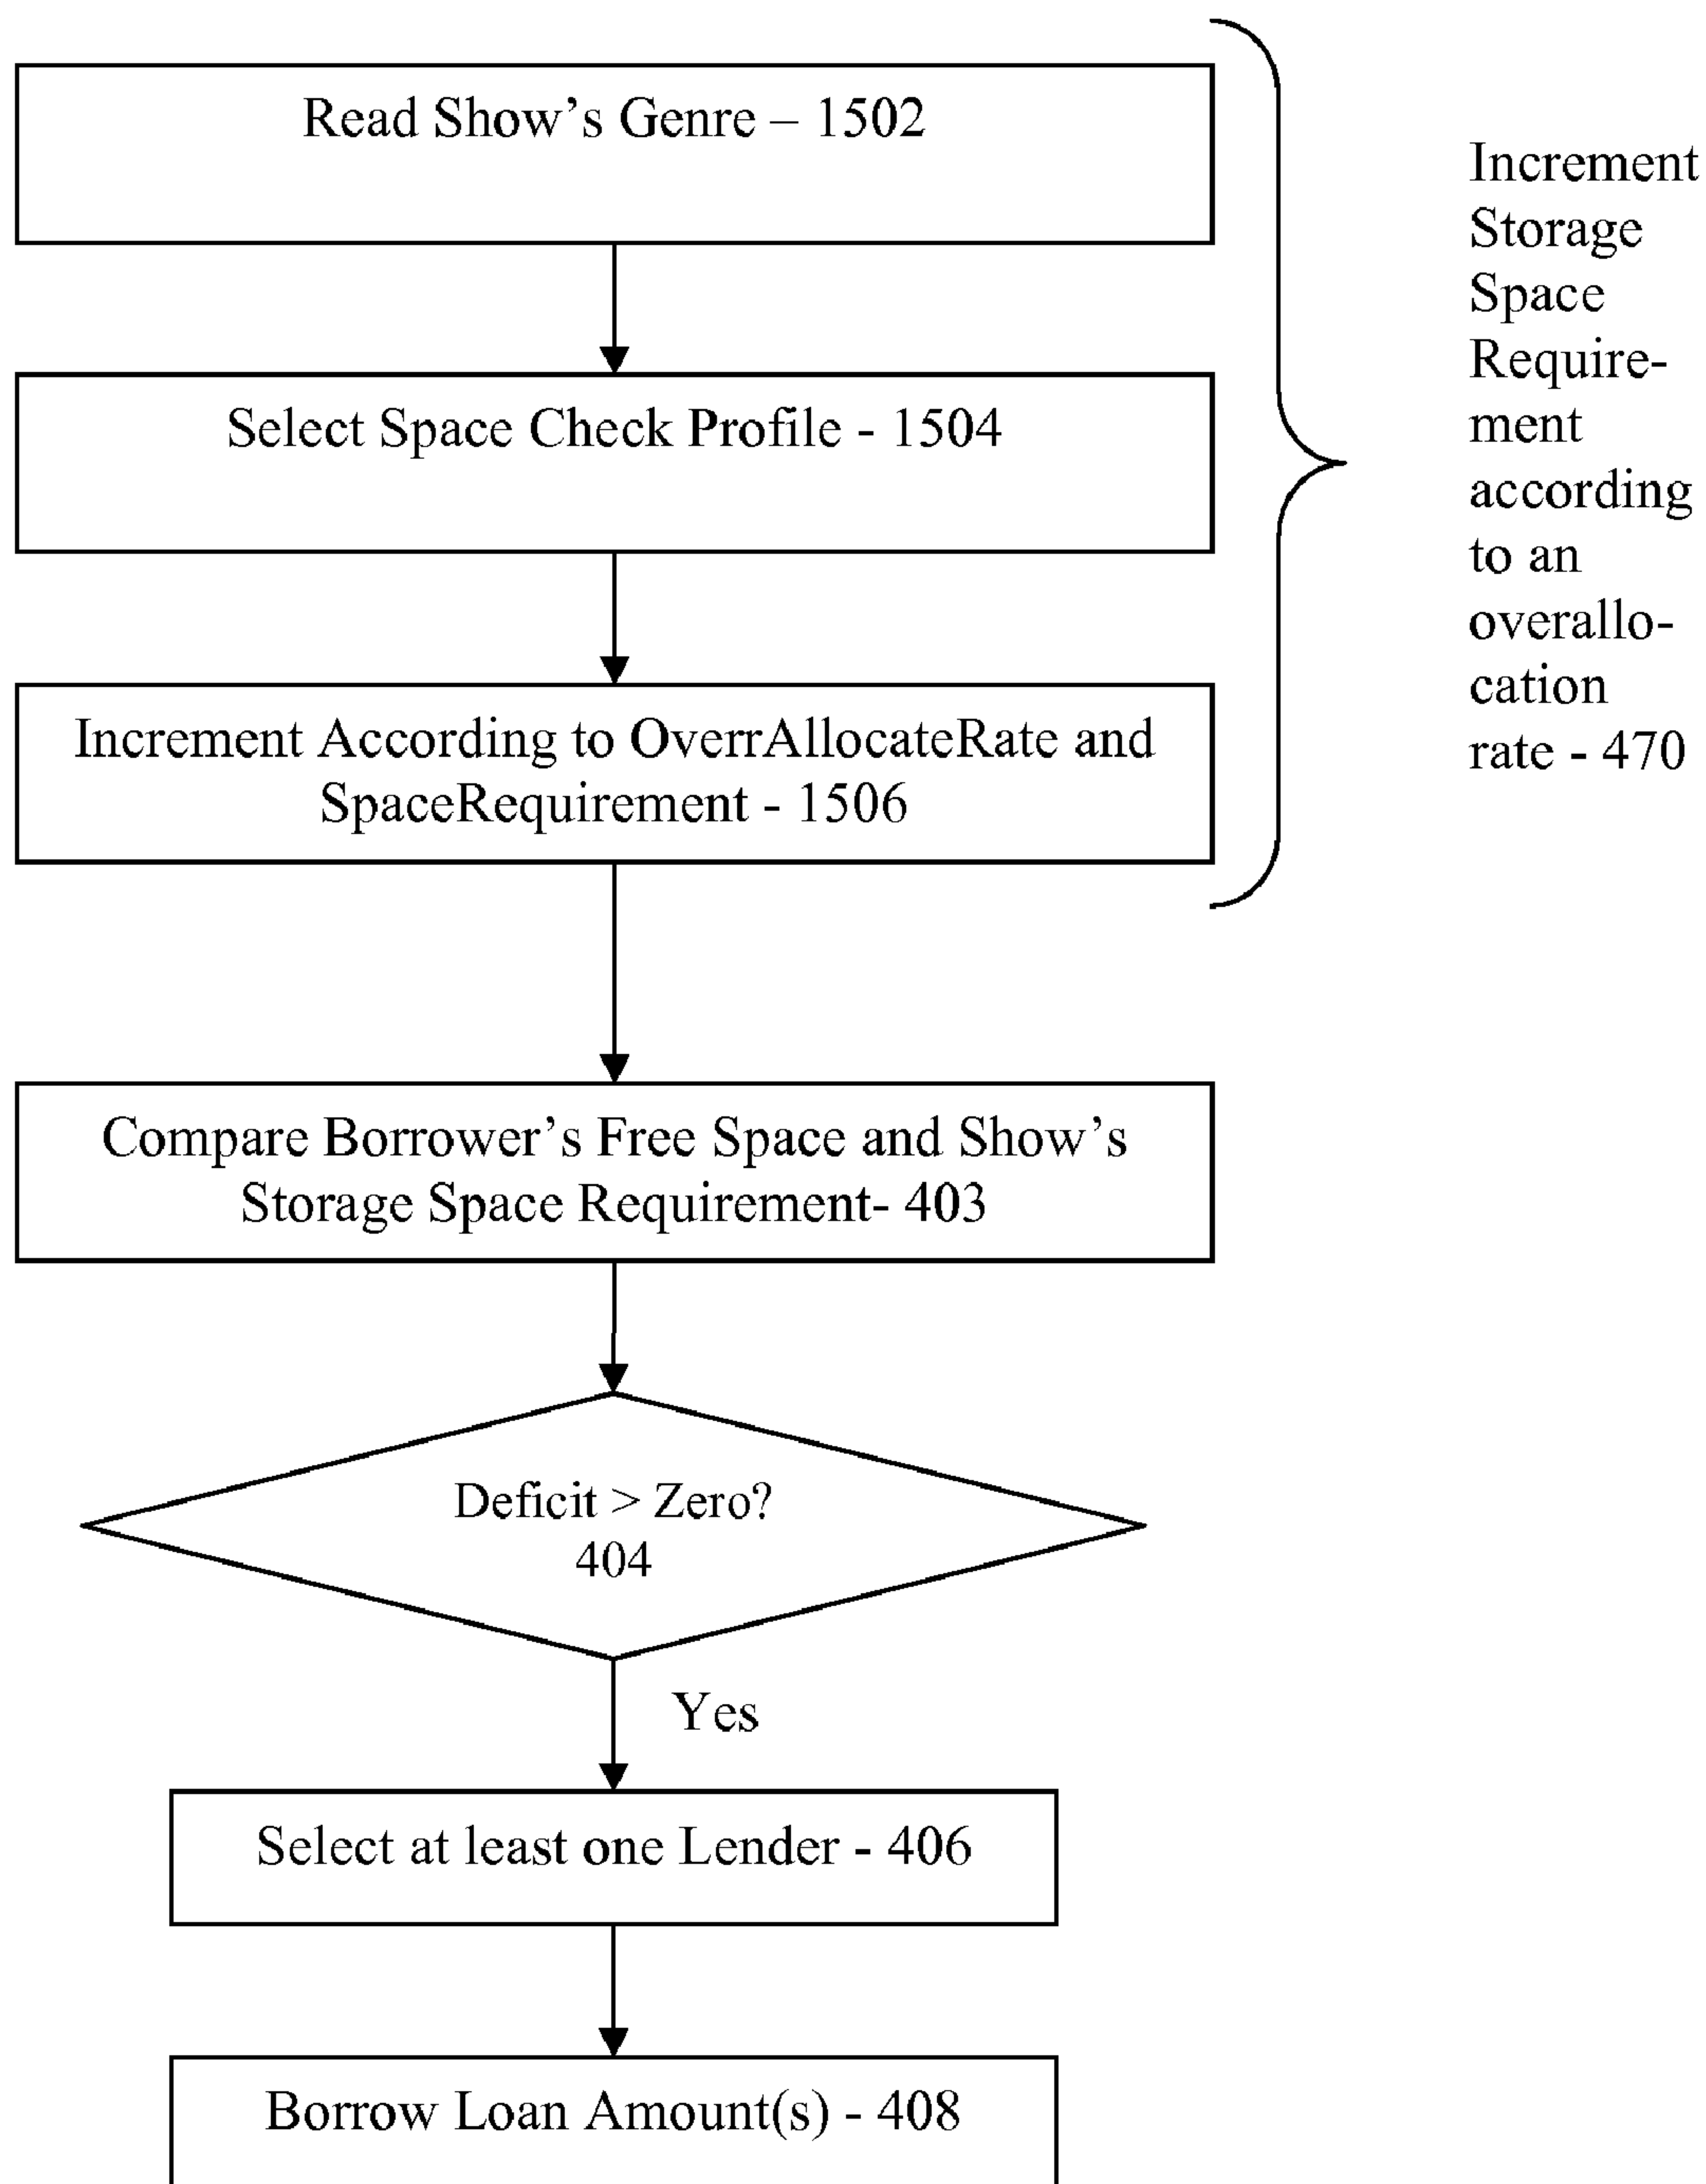 Read Show’s Genre – 1502
Select Space Check Profile - 1504
Increment According to OverrAllocateRate and
SpaceRequirement - 1506
Increment
Storage
Space
Require-
ment
according
to an
overallo-
cation
rate - 470
Compare Borrower’s Free Space and Show’s
Storage Space Requirement- 403
Deficit > Zero?
404
Yes
Select at least one Lender - 406
Borrow Loan Amount(s) - 408